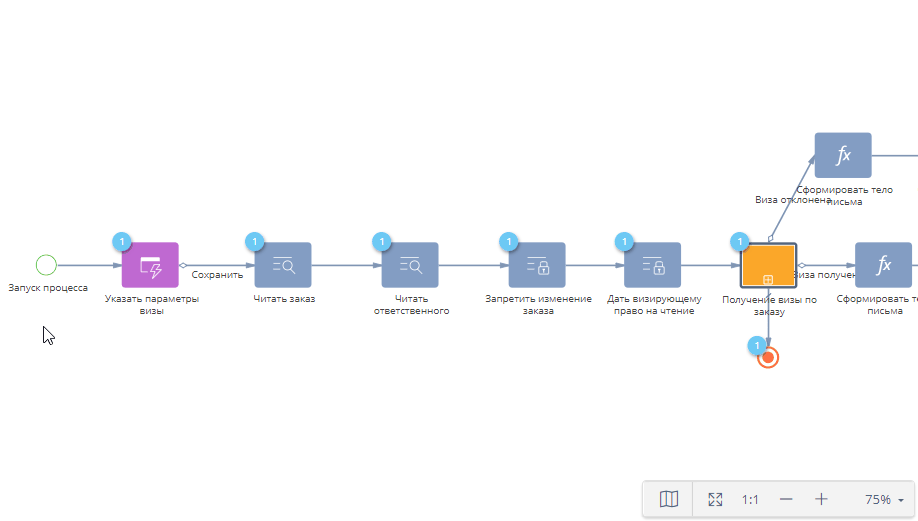 fx
Сформировать тело
письма
Виза отклонена
1
1
1
1
1
1
fx
Сохранить
Виза получен
Запуск процесса
Указать параметры
визы
Читать заказ
Читать
ответственного
Запретить изменение
заказа
Дать визирующему
право на чтение
Получение визы по
заказу
Сформировать те
письма
1
1:1
75%